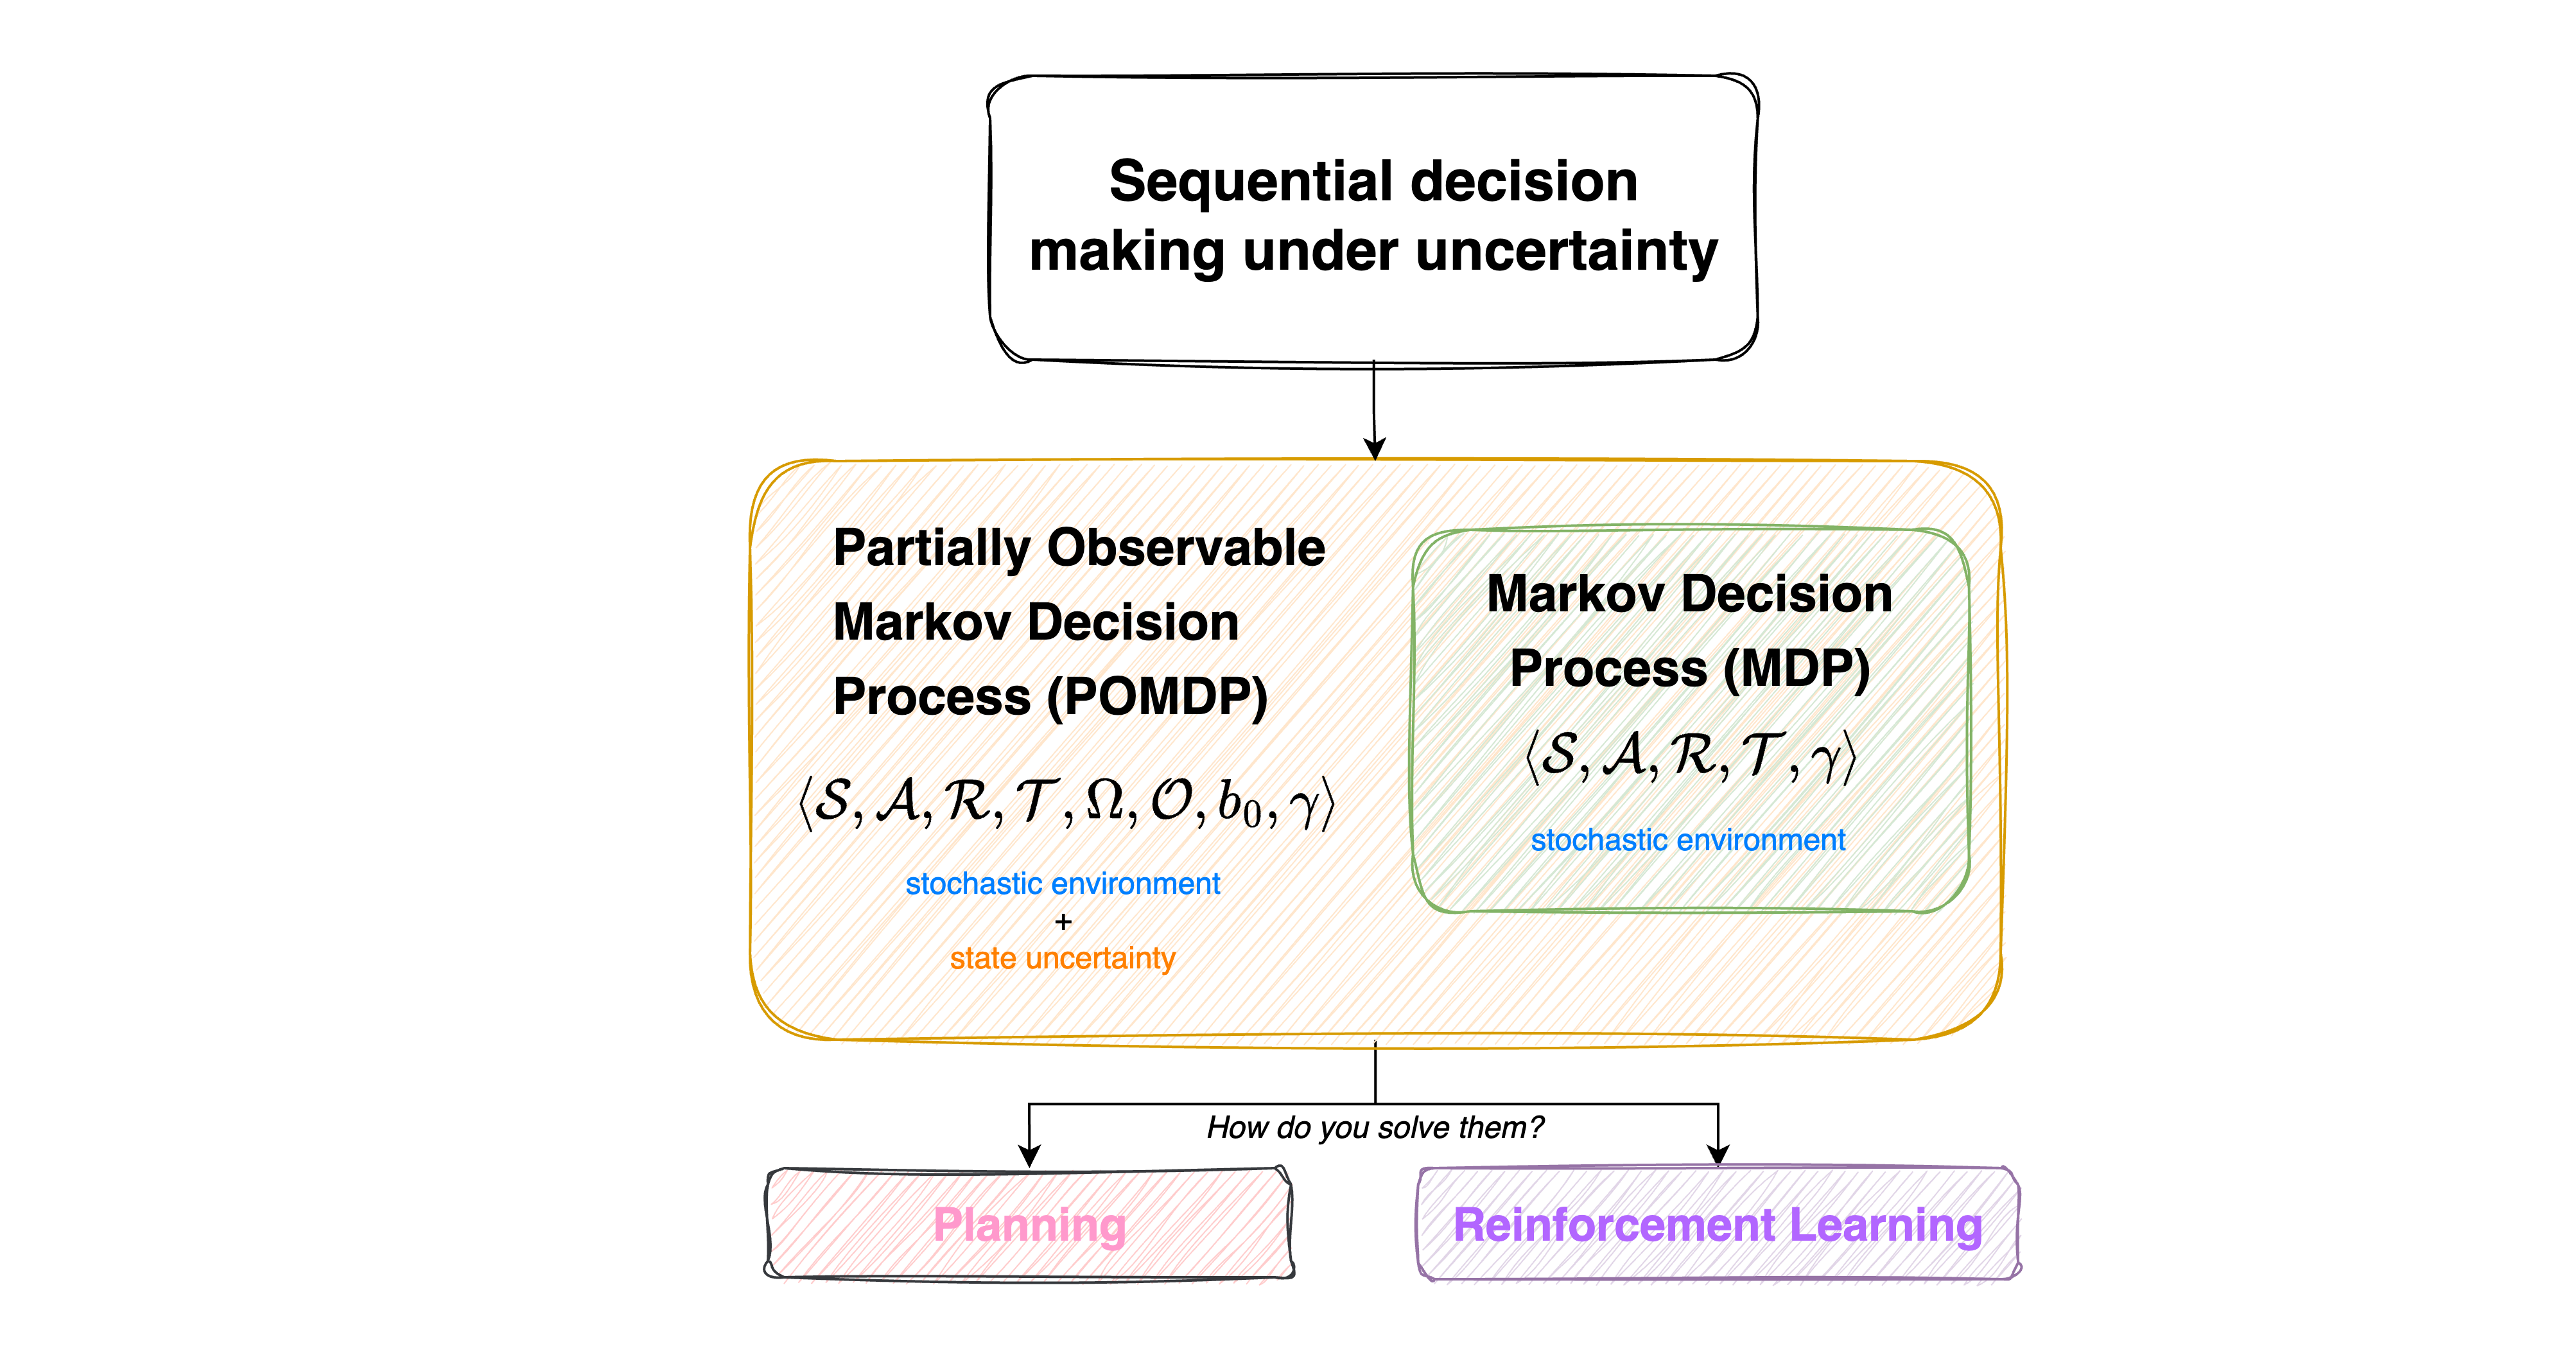 Sequential decision
making under uncertainty
Partially Observable
Markov Decision
Process (POMDP)
⟨𝒮, 𝒜, ℛ, 𝒯, Ω, 𝒪, b₀, γ⟩
stochastic environment
+
state uncertainty
Markov Decision
Process (MDP)
⟨𝒮, 𝒜, ℛ, 𝒯, γ⟩
stochastic environment
How do you solve them?
Planning
Reinforcement Learning